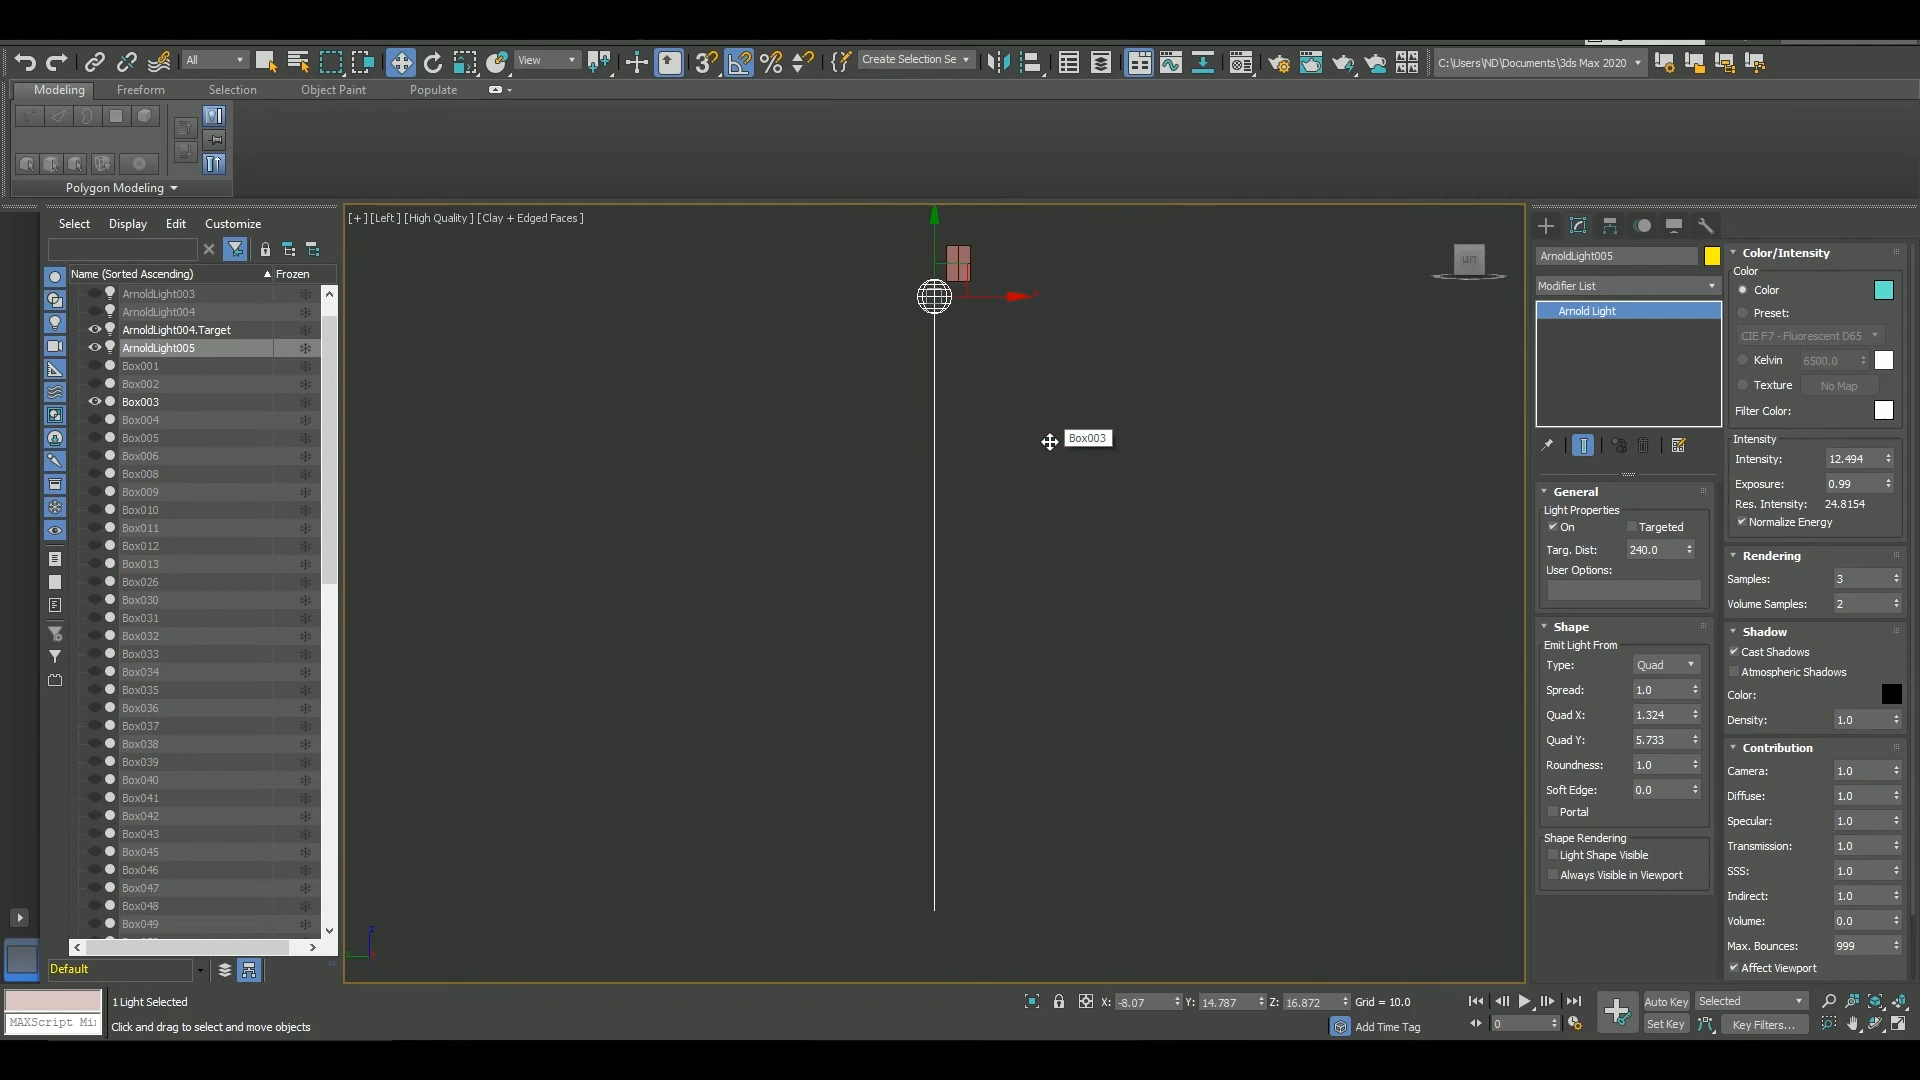 All
View
Create Selection Se
C:\Users\ND\Documents\3ds Max 2020
Modeling
Freeform
Selection
Object Paint
Populate
Polygon Modeling
Select
Display
Edit
Customize
Name (Sorted Ascending)
Frozen
ArnoldLight003
ArnoldLight004
ArnoldLight004.Target
ArnoldLight005
Box001
Box002
Box003
Box004
Box005
Box006
Box008
Box009
Box010
Box011
Box012
Box013
Box026
Box030
Box031
Box032
Box033
Box034
Box035
Box036
Box037
Box038
Box039
Box040
Box041
Box042
Box043
Box045
Box046
Box047
Box048
Box049
Default
[+] [Left] [High Quality] [Clay + Edged Faces]
LEFT
Box003
ArnoldLight005
Modifier List
Arnold Light
General
Light Properties
On
Targeted
Targ. Dist: 240.0
User Options:
Shape
Emit Light From
Type: Quad
Spread: 1.0
Quad X: 1.324
Quad Y: 5.733
Roundness: 1.0
Soft Edge: 0.0
Portal
Shape Rendering
Light Shape Visible
Always Visible in Viewport
Color/Intensity
Color
Color
Preset:
CIE F7 - Fluorescent D65
Kelvin 6500.0
Texture No Map
Filter Color:
Intensity
Intensity: 12.494
Exposure: 0.99
Res. Intensity: 24.8154
Normalize Energy
Rendering
Samples: 3
Volume Samples: 2
Shadow
Cast Shadows
Atmospheric Shadows
Color:
Density: 1.0
Contribution
Camera: 1.0
Diffuse: 1.0
Specular: 1.0
Transmission: 1.0
SSS: 1.0
Indirect: 1.0
Volume: 0.0
Max. Bounces: 999
Affect Viewport
1 Light Selected
MAXScript Mi
Click and drag to select and move objects
X: -8.07
Y: 14.787
Z: 16.872
Grid = 10.0
Add Time Tag
0
Auto Key
Selected
Set Key
Key Filters...